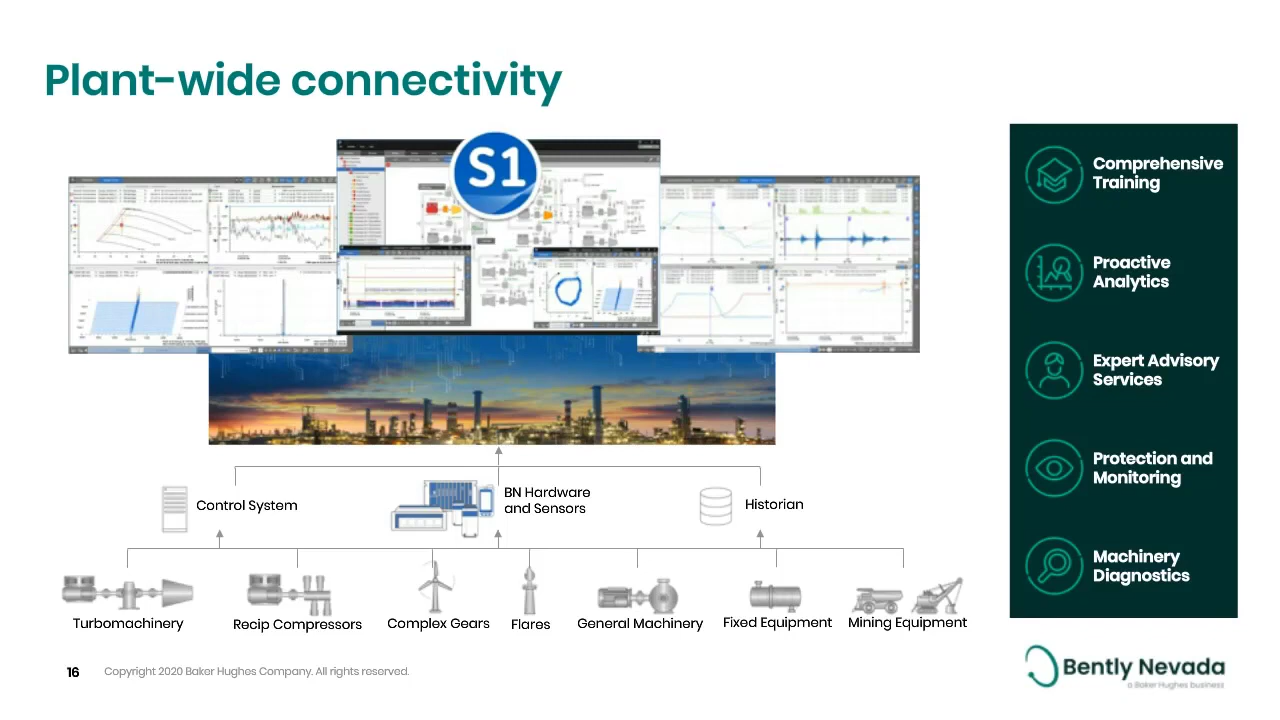 Plant-wide connectivity
S1
Comprehensive
Training
Proactive
Analytics
Expert Advisory
Services
Protection and
Monitoring
Machinery
Diagnostics
Control System
BN Hardware
and Sensors
Historian
Turbomachinery
Recip Compressors
Complex Gears
Flares
General Machinery
Fixed Equipment
Mining Equipment
16
Copyright 2020 Baker Hughes Company. All rights reserved.
Bently Nevada
a Baker Hughes business